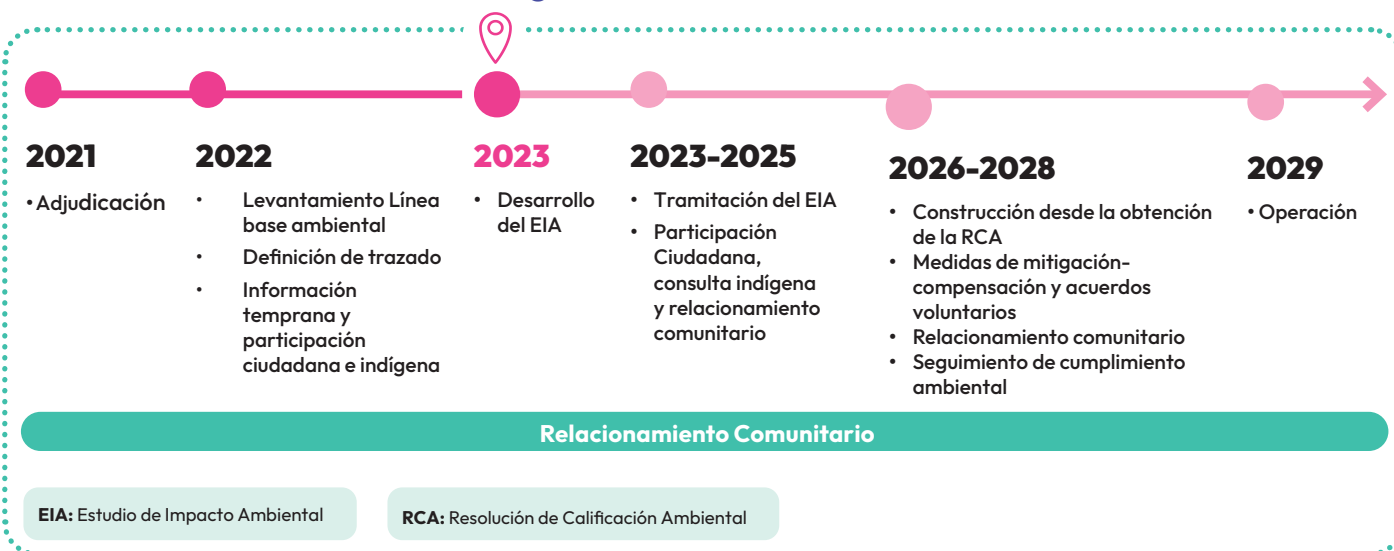 2021
• Adjudicación
2022
• Levantamiento Línea
base ambiental
• Definición de trazado
• Información
temprana y
participación
ciudadana e indígena
2023
• Desarrollo
del EIA
2023-2025
• Tramitación del EIA
• Participación
Ciudadana,
consulta indígena
y relacionamiento
comunitario
2026-2028
• Construcción desde la obtención
de la RCA
• Medidas de mitigación-
compensación y acuerdos
voluntarios
• Relacionamiento comunitario
• Seguimiento de cumplimiento
ambiental
2029
• Operación
Relacionamiento Comunitario
EIA: Estudio de Impacto Ambiental
RCA: Resolución de Calificación Ambiental